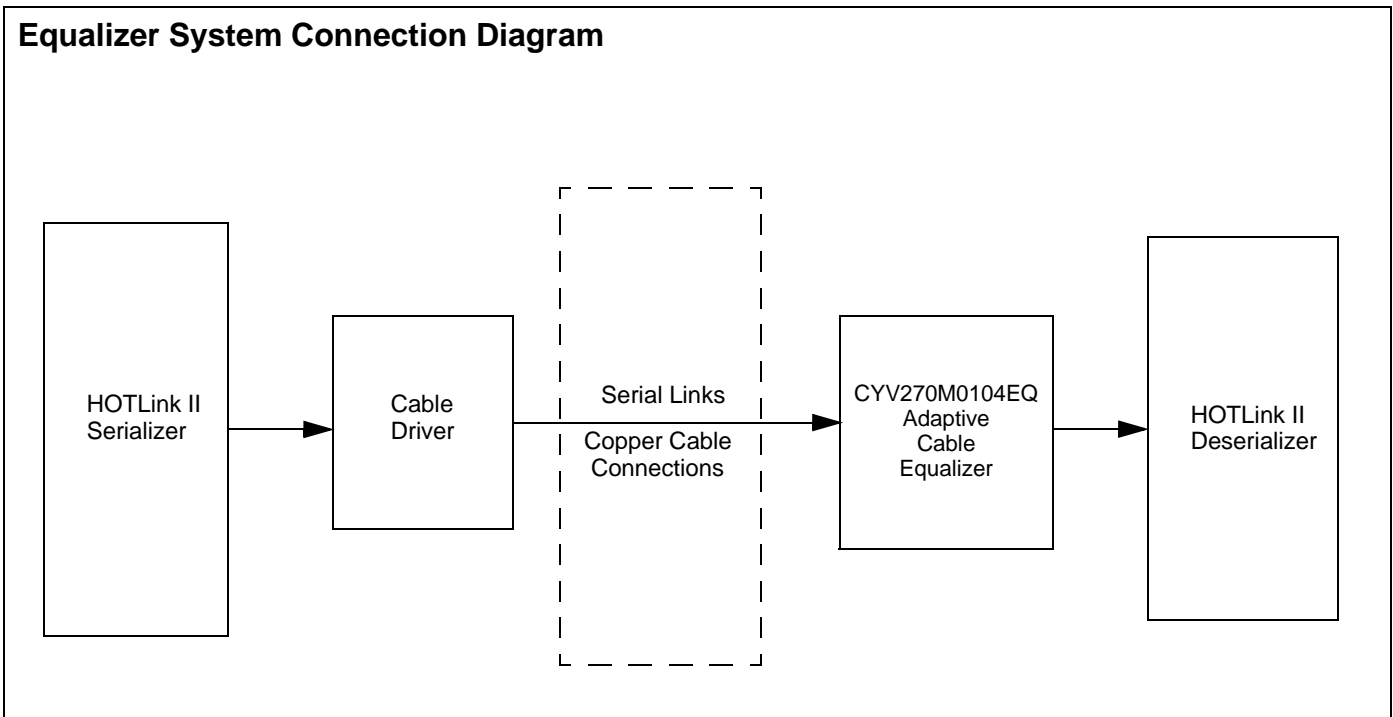 Equalizer System Connection Diagram
HOTLink II
Serializer
Cable
Driver
Serial Links
Copper Cable
Connections
CYV270M0104EQ
Adaptive
Cable
Equalizer
HOTLink II
Deserializer